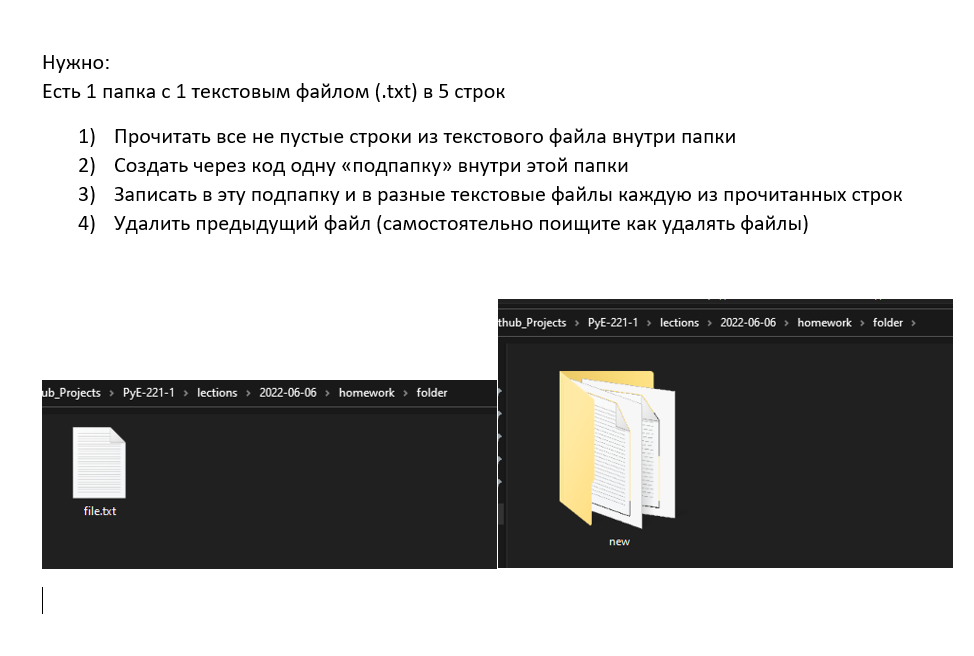 Нужно:
Есть 1 папка с 1 текстовым файлом (.txt) в 5 строк
1) Прочитать все не пустые строки из текстового файла внутри папки
2) Создать через код одну «подпапку» внутри этой папки
3) Записать в эту подпапку и в разные текстовые файлы каждую из прочитанных строк
4) Удалить предыдущий файл (самостоятельно поищите как удалять файлы)
thub_Projects > PyE-221-1 > lections > 2022-06-06 > homework > folder >
new
ub_Projects > PyE-221-1 > lections > 2022-06-06 > homework > folder
file.txt